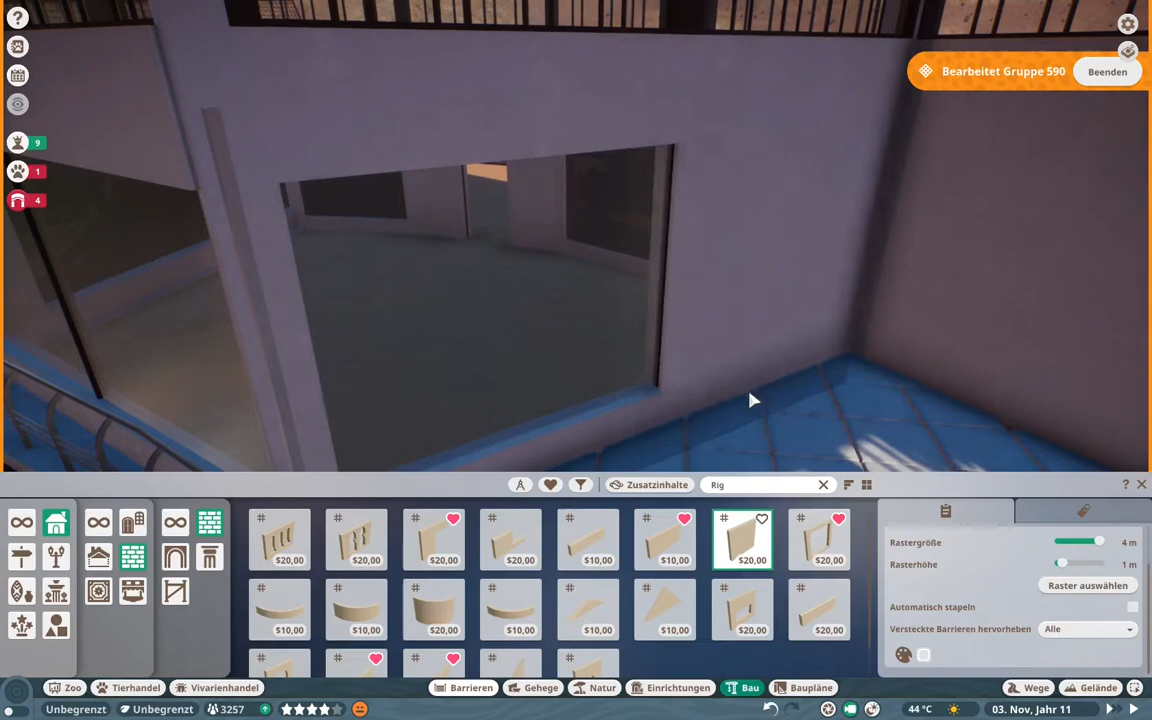 ?
Bearbeitet Gruppe 590
Beenden
9
1
4
Zusatzinhalte
Rig
?
# $20,00
# $20,00
# $20,00
# $20,00
# $10,00
# $20,00
# $20,00
# $20,00
# $10,00
# $10,00
# $20,00
# $10,00
# $10,00
# $10,00
# $20,00
# $20,00
#
#
#
#
#
Rastergröße
4 m
Rasterhöhe
1 m
Raster auswählen
Automatisch stapeln
Versteckte Barrieren hervorheben
Alle
Zoo
Tierhandel
Vivarienhandel
Barrieren
Gehege
Natur
Einrichtungen
Bau
Baupläne
Wege
Gelände
Unbegrenzt
Unbegrenzt
3257
44 °C
03. Nov, Jahr 11